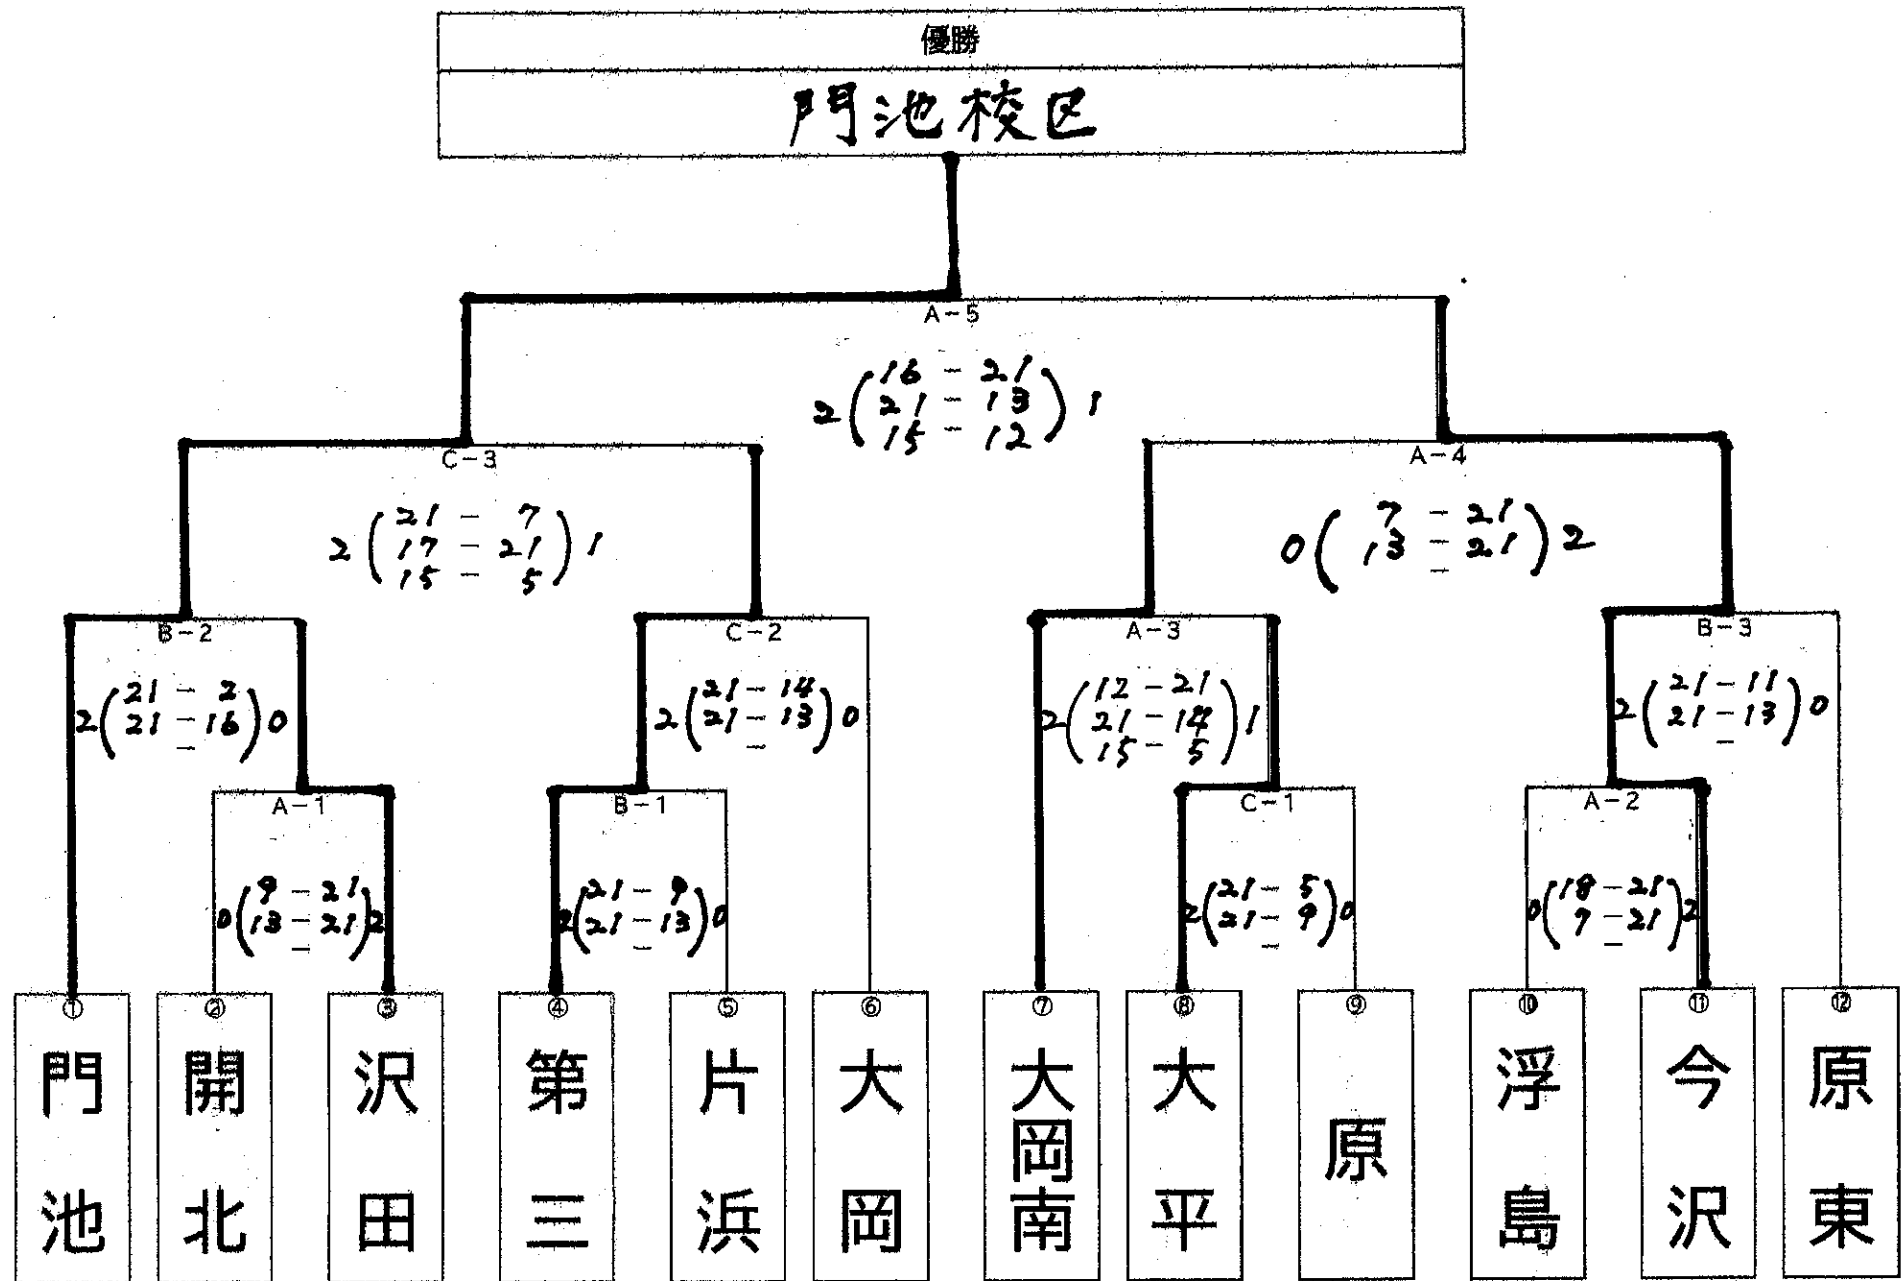 優勝
門池校区
A-5
16 - 21
2 ( 21 - 13 ) 1
15 - 12
C-3
A-4
21 - 7
2 ( 17 - 21 ) 1
15 - 5
7 - 21
0 ( 13 - 21 ) 2
-
B-2
C-2
A-3
B-3
21 - 2
2 ( 21 - 16 ) 0
-
21 - 14
2 ( 21 - 13 ) 0
-
12 - 21
2 ( 21 - 14 ) 1
15 - 5
21 - 11
2 ( 21 - 13 ) 0
-
A-1
B-1
C-1
A-2
9 - 21
0 ( 13 - 21 ) 2
-
21 - 9
2 ( 21 - 13 ) 0
-
21 - 5
2 ( 21 - 9 ) 0
-
18 - 21
0 ( 9 - 21 ) 2
-
① 門池
② 開北
③ 沢田
④ 第三
⑤ 片浜
⑥ 大岡
⑦ 大岡南
⑧ 大平
⑨ 原
⑩ 浮島
⑪ 今沢
⑫ 原東